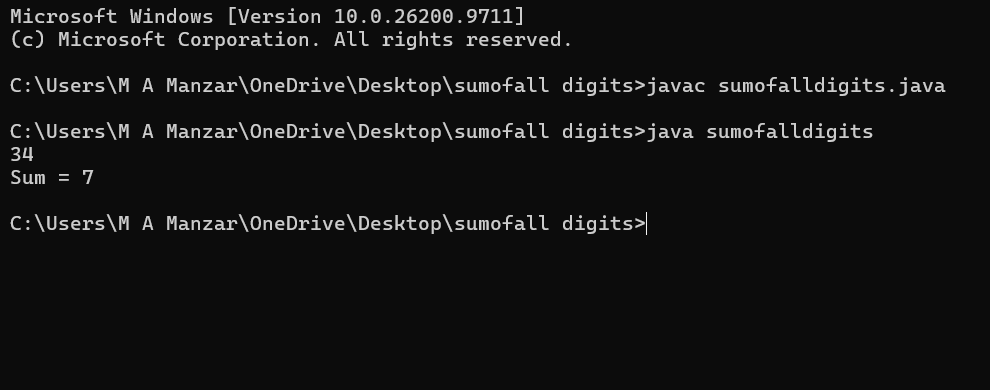 Microsoft Windows [Version 10.0.26200.9711]
(c) Microsoft Corporation. All rights reserved.
C:\Users\M A Manzar\OneDrive\Desktop\sumofall digits>javac sumofalldigits.java
C:\Users\M A Manzar\OneDrive\Desktop\sumofall digits>java sumofalldigits
34
Sum = 7
C:\Users\M A Manzar\OneDrive\Desktop\sumofall digits>